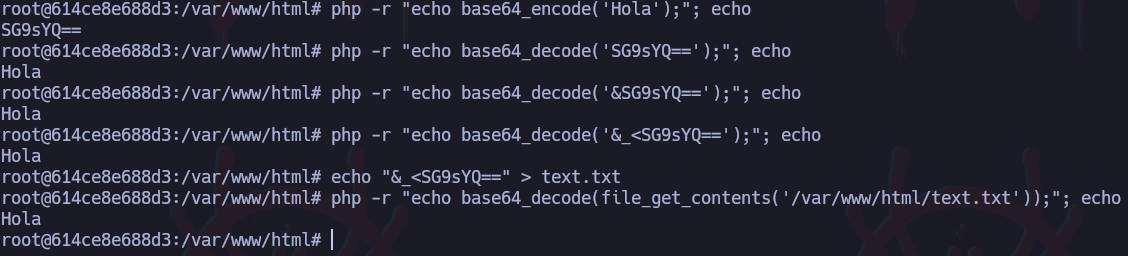 root@614ce8e688d3:/var/www/html# php -r "echo base64_encode('Hola');"; echo
SG9sYQ==
root@614ce8e688d3:/var/www/html# php -r "echo base64_decode('SG9sYQ==');"; echo
Hola
root@614ce8e688d3:/var/www/html# php -r "echo base64_decode('&SG9sYQ==');"; echo
Hola
root@614ce8e688d3:/var/www/html# php -r "echo base64_decode('&_<SG9sYQ==');"; echo
Hola
root@614ce8e688d3:/var/www/html# echo "&_<SG9sYQ==" > text.txt
root@614ce8e688d3:/var/www/html# php -r "echo base64_decode(file_get_contents('/var/www/html/text.txt'));"; echo
Hola
root@614ce8e688d3:/var/www/html#